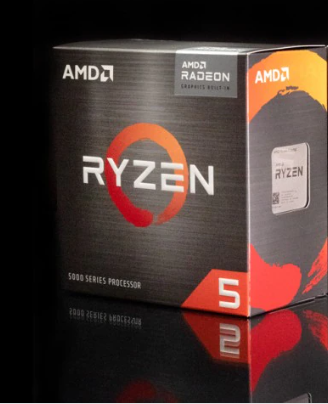 AMD
AMD
RADEON
GRAPHICS BUILT-IN
AMD
RYZEN
RYZEN
5000 SERIES PROCESSOR
5